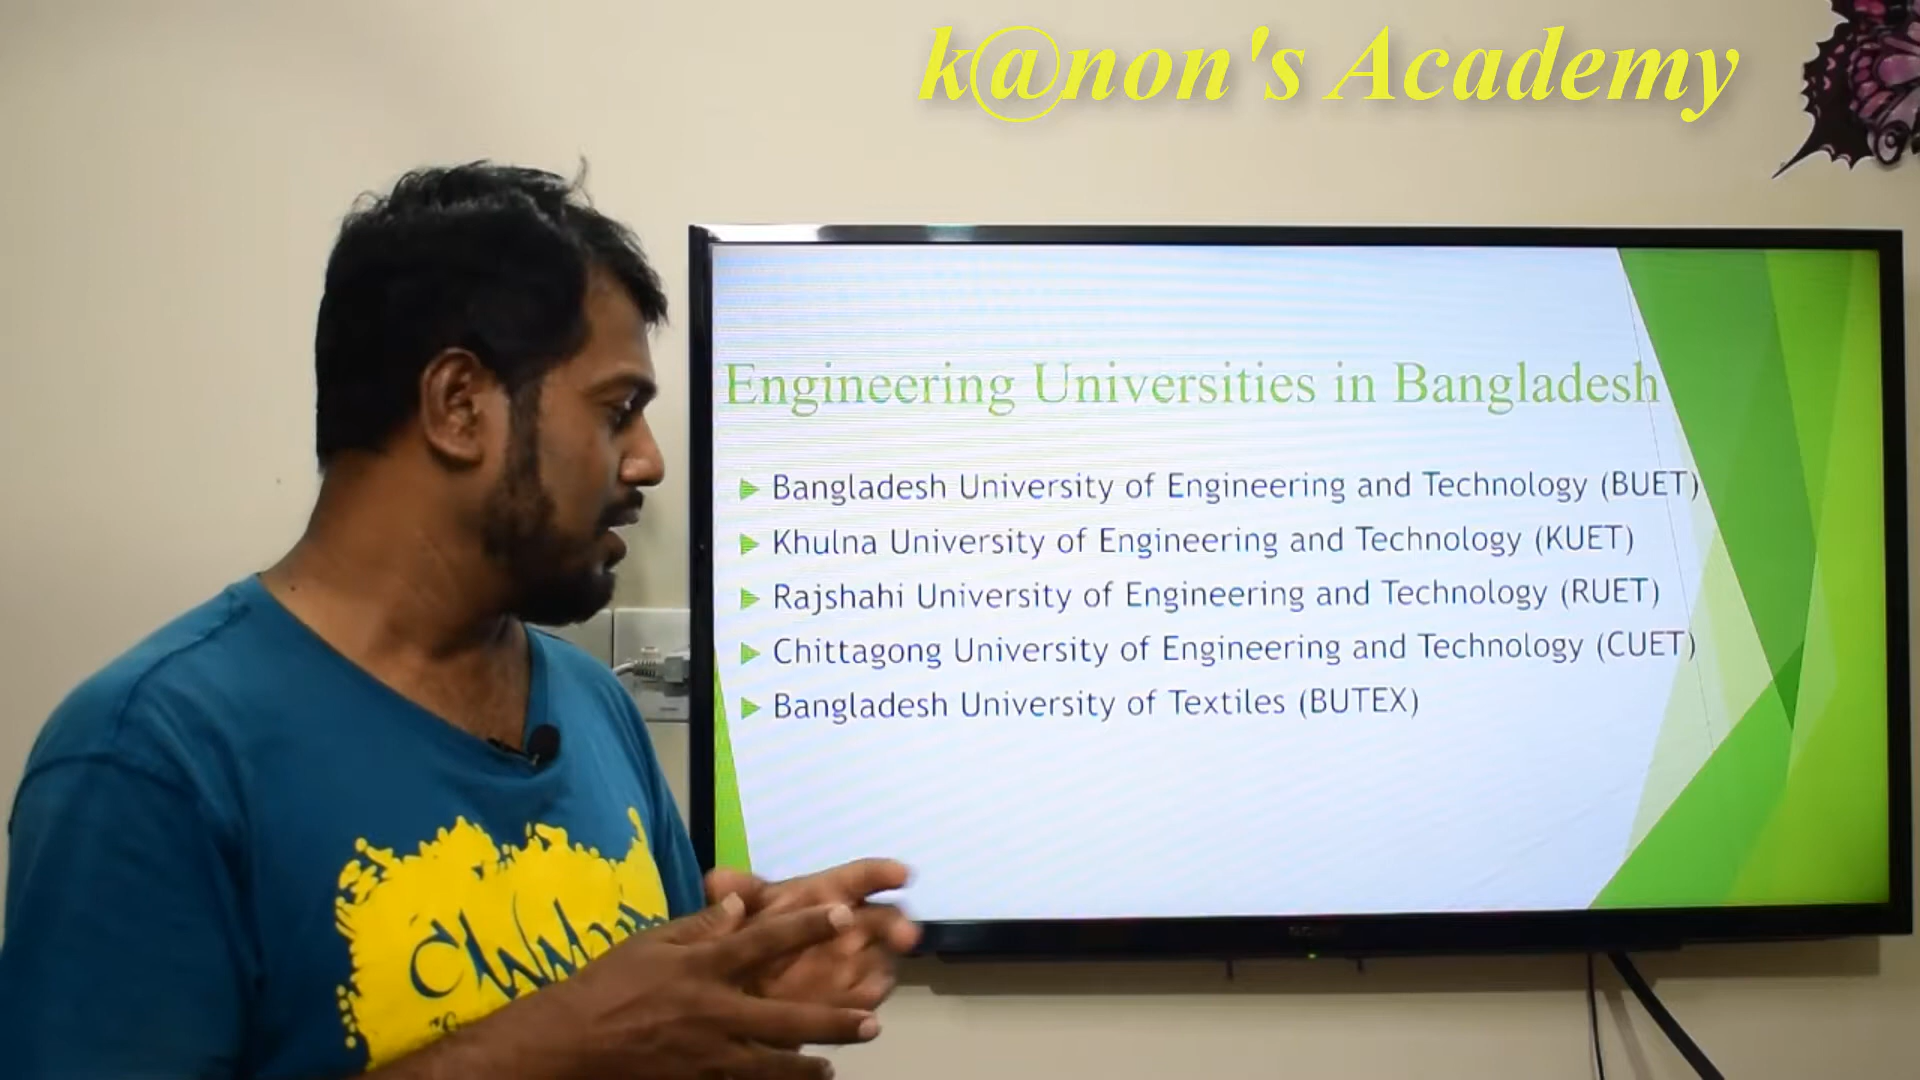 k@non's Academy
Engineering Universities in Bangladesh
Bangladesh University of Engineering and Technology (BUET)
Khulna University of Engineering and Technology (KUET)
Rajshahi University of Engineering and Technology (RUET)
Chittagong University of Engineering and Technology (CUET)
Bangladesh University of Textiles (BUTEX)